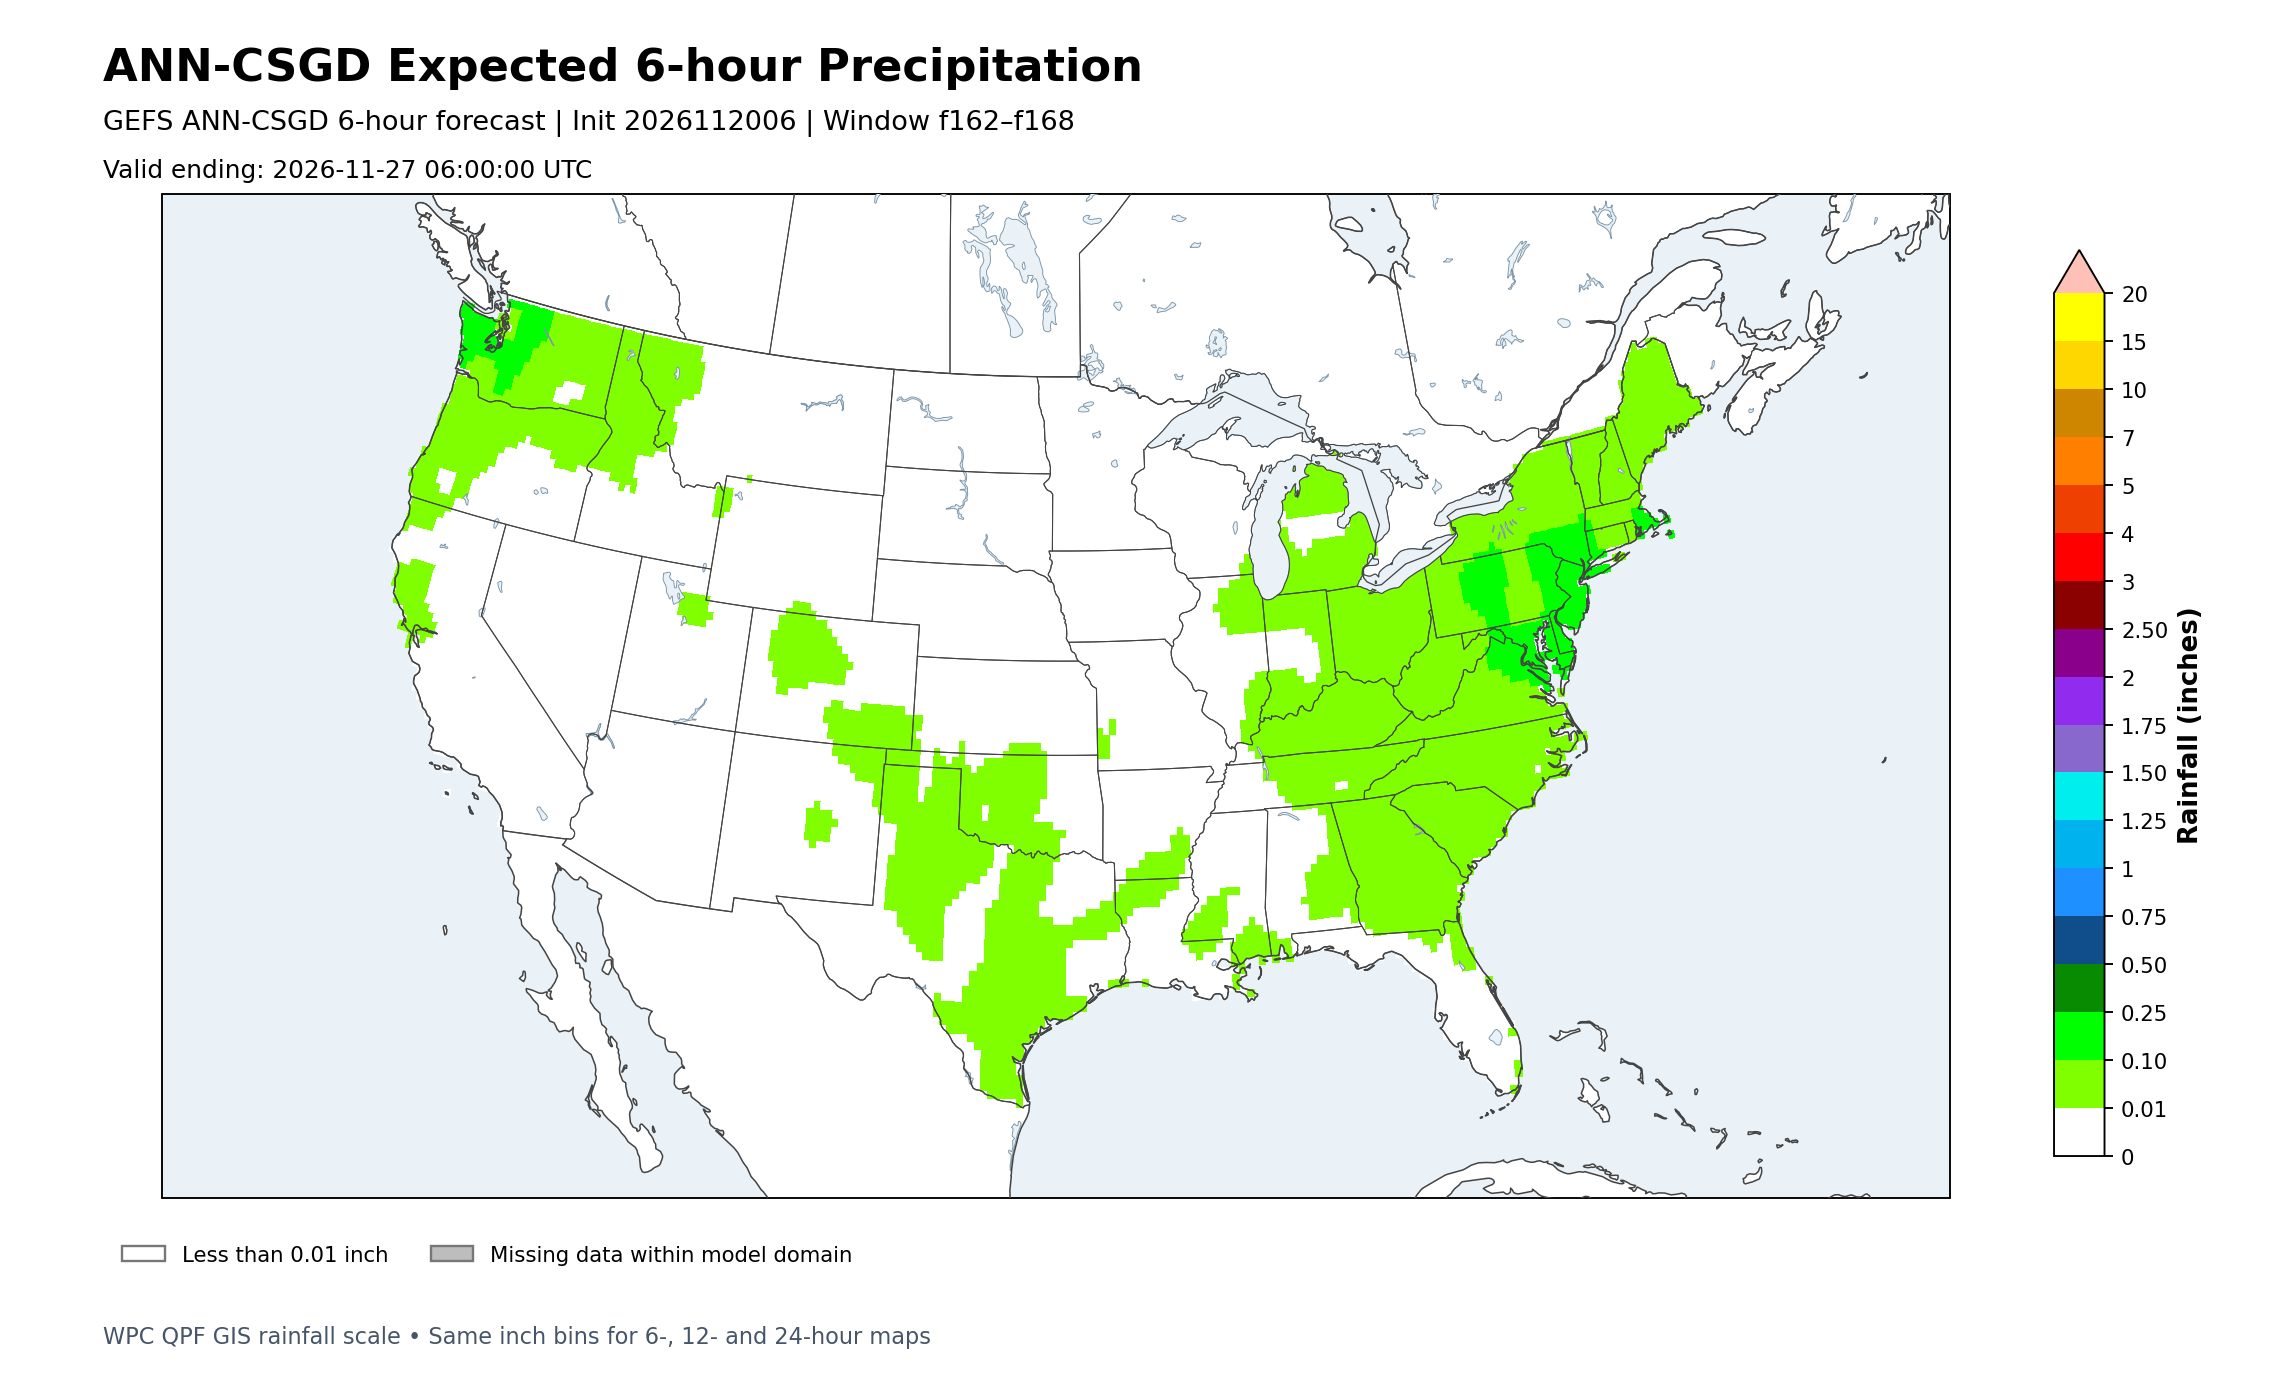 ANN-CSGD Expected 6-hour Precipitation
GEFS ANN-CSGD 6-hour forecast | Init 2026112006 | Window f162–f168
Valid ending: 2026-11-27 06:00:00 UTC
20
15
10
7
5
4
3
2.50
2
1.75
1.50
1.25
1
0.75
0.50
0.25
0.10
0.01
0
Rainfall (inches)
Less than 0.01 inch
Missing data within model domain
WPC QPF GIS rainfall scale • Same inch bins for 6-, 12- and 24-hour maps